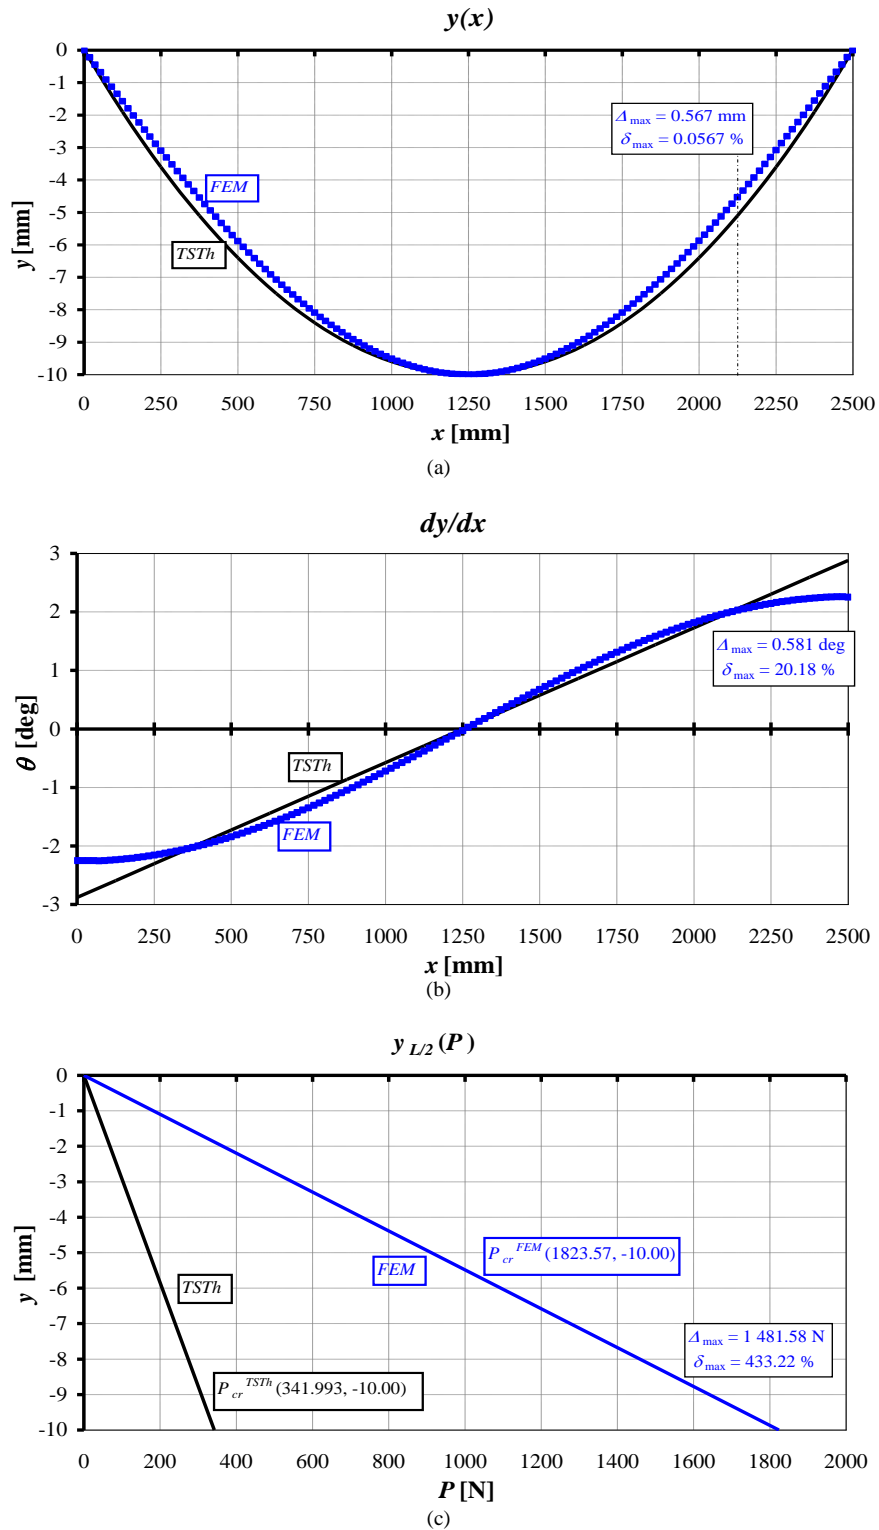 y(x)
0
-1
-2
-3
-4
-5
-6
-7
-8
-9
-10
y [mm]
Δmax = 0.567 mm
δmax = 0.0567 %
FEM
TSTh
0 250 500 750 1000 1250 1500 1750 2000 2250 2500
x [mm]
(a)
dy/dx
3
2
1
0
-1
-2
-3
θ [deg]
Δmax = 0.581 deg
δmax = 20.18 %
TSTh
FEM
0 250 500 750 1000 1250 1500 1750 2000 2250 2500
x [mm]
(b)
y L/2 (P)
0
-1
-2
-3
-4
-5
-6
-7
-8
-9
-10
y [mm]
Pcr FEM (1823.57, -10.00)
FEM
TSTh
Δmax = 1 481.58 N
δmax = 433.22 %
Pcr TSTh (341.993, -10.00)
0 200 400 600 800 1000 1200 1400 1600 1800 2000
P [N]
(c)